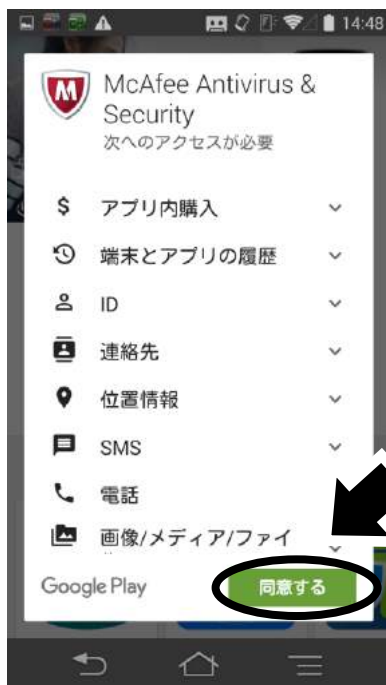 14:48
McAfee Antivirus &
Security
次へのアクセスが必要
アプリ内購入
端末とアプリの履歴
ID
連絡先
位置情報
SMS
電話
画像/メディア/ファイ
Google Play
同意する